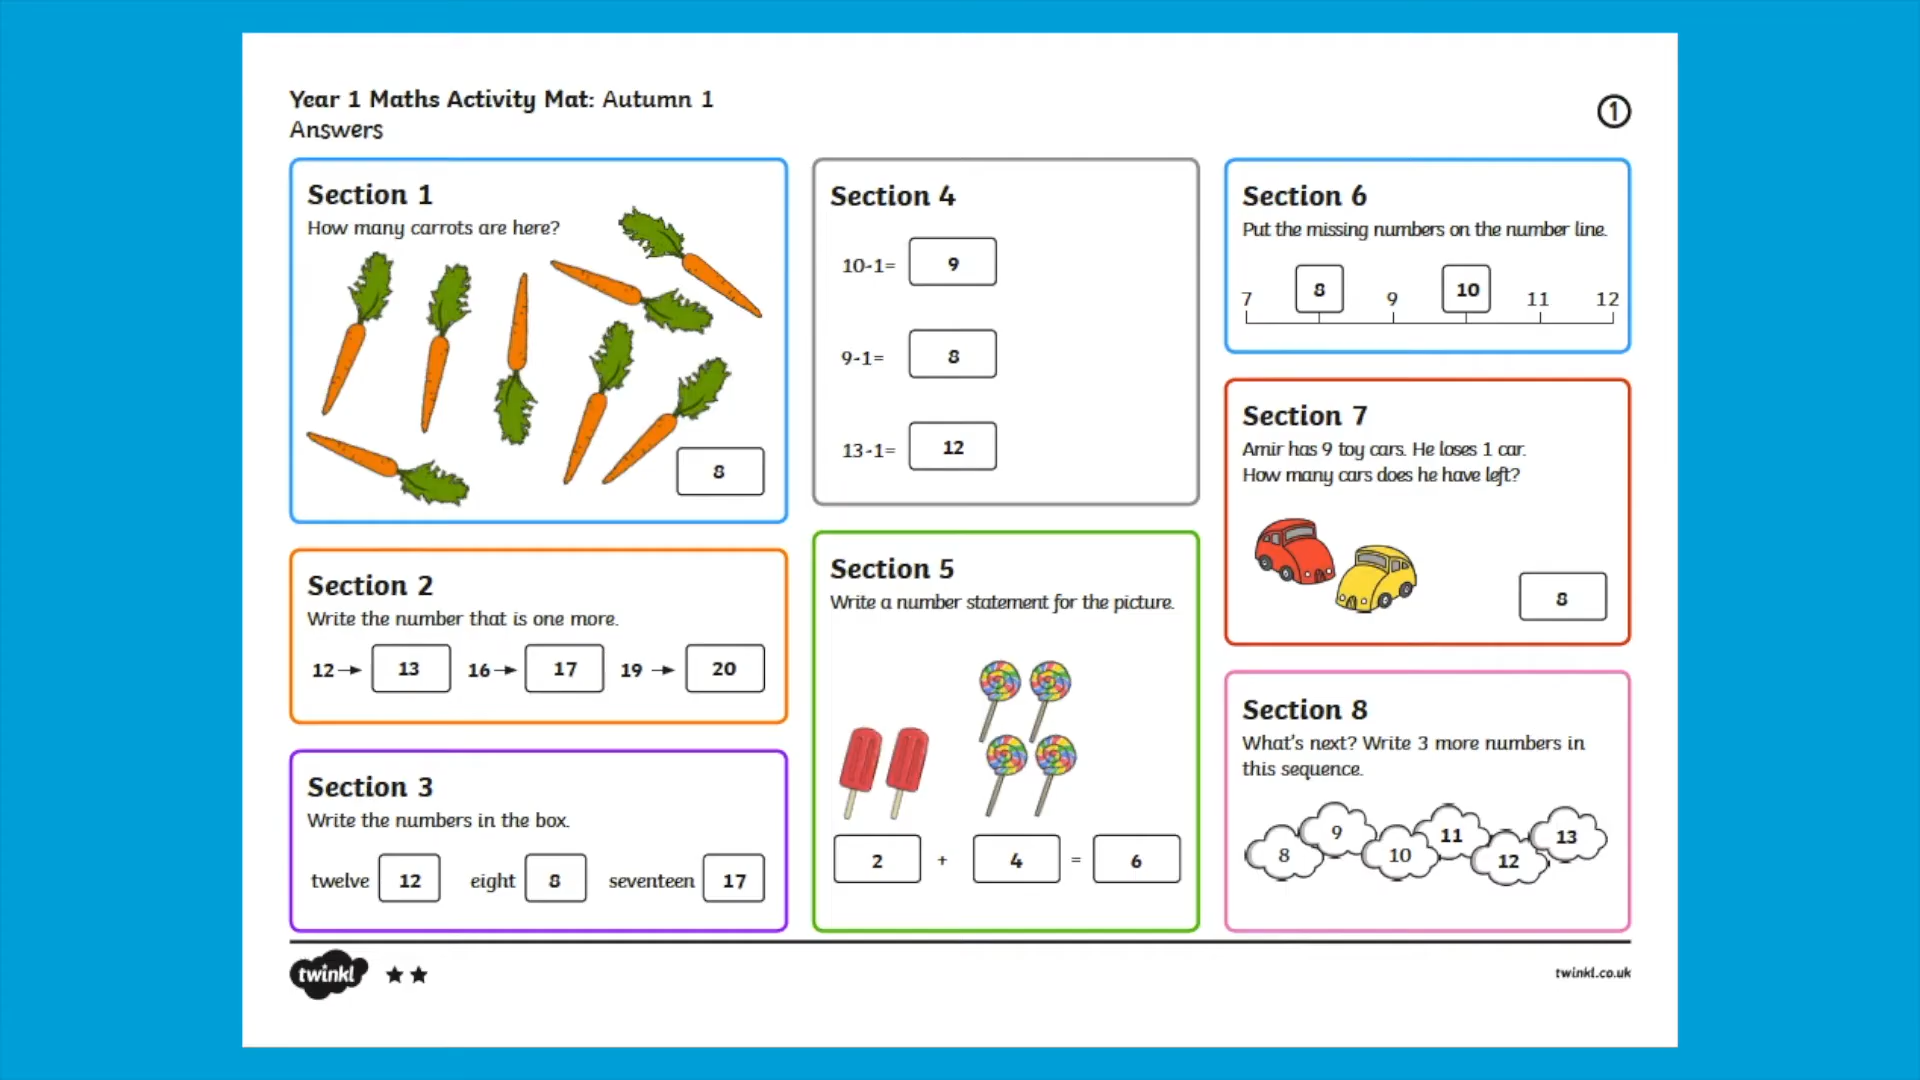 Year 1 Maths Activity Mat: Autumn 1
Answers
1
Section 1
How many carrots are here?
8
Section 2
Write the number that is one more.
12 → 13 16 → 17 19 → 20
Section 3
Write the numbers in the box.
twelve 12 eight 8 seventeen 17
Section 4
10-1= 9
9-1= 8
13-1= 12
Section 5
Write a number statement for the picture.
2 + 4 = 6
Section 6
Put the missing numbers on the number line.
7 8 9 10 11 12
Section 7
Amir has 9 toy cars. He loses 1 car.
How many cars does he have left?
8
Section 8
What's next? Write 3 more numbers in
this sequence.
8 9 10 11 12 13
twinkl
twinkl.co.uk